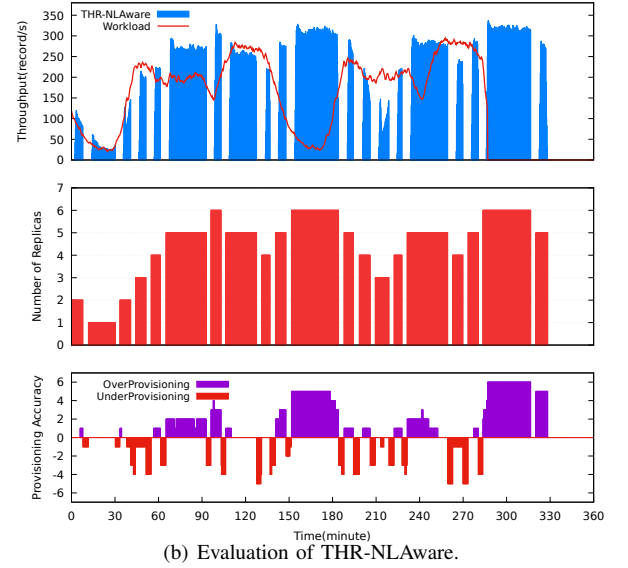 THR-NLAware
Workload
Throughput(record/s)
350
300
250
200
150
100
50
0
Number of Replicas
7
6
5
4
3
2
1
0
OverProvisioning
UnderProvisioning
Provisioning Accuracy
6
4
2
0
-2
-4
-6
0 30 60 90 120 150 180 210 240 270 300 330 360
Time(minute)
(b) Evaluation of THR-NLAware.